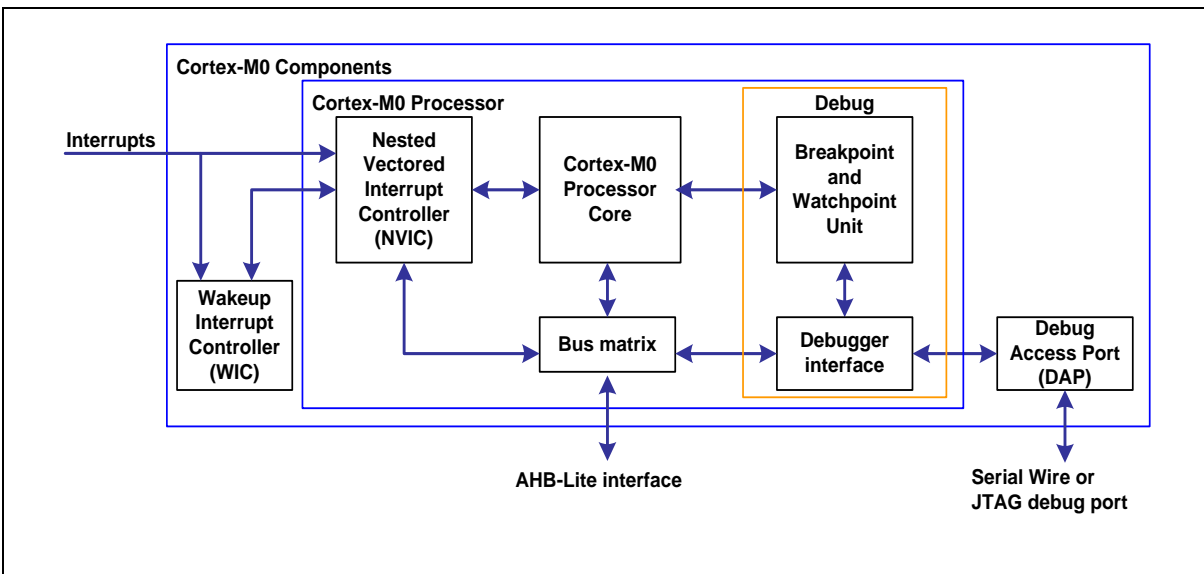 Cortex-M0 Components
Cortex-M0 Processor
Debug
Interrupts
Nested
Vectored
Interrupt
Controller
(NVIC)
Cortex-M0
Processor
Core
Breakpoint
and
Watchpoint
Unit
Wakeup
Interrupt
Controller
(WIC)
Bus matrix
Debugger
interface
Debug
Access Port
(DAP)
AHB-Lite interface
Serial Wire or
JTAG debug port